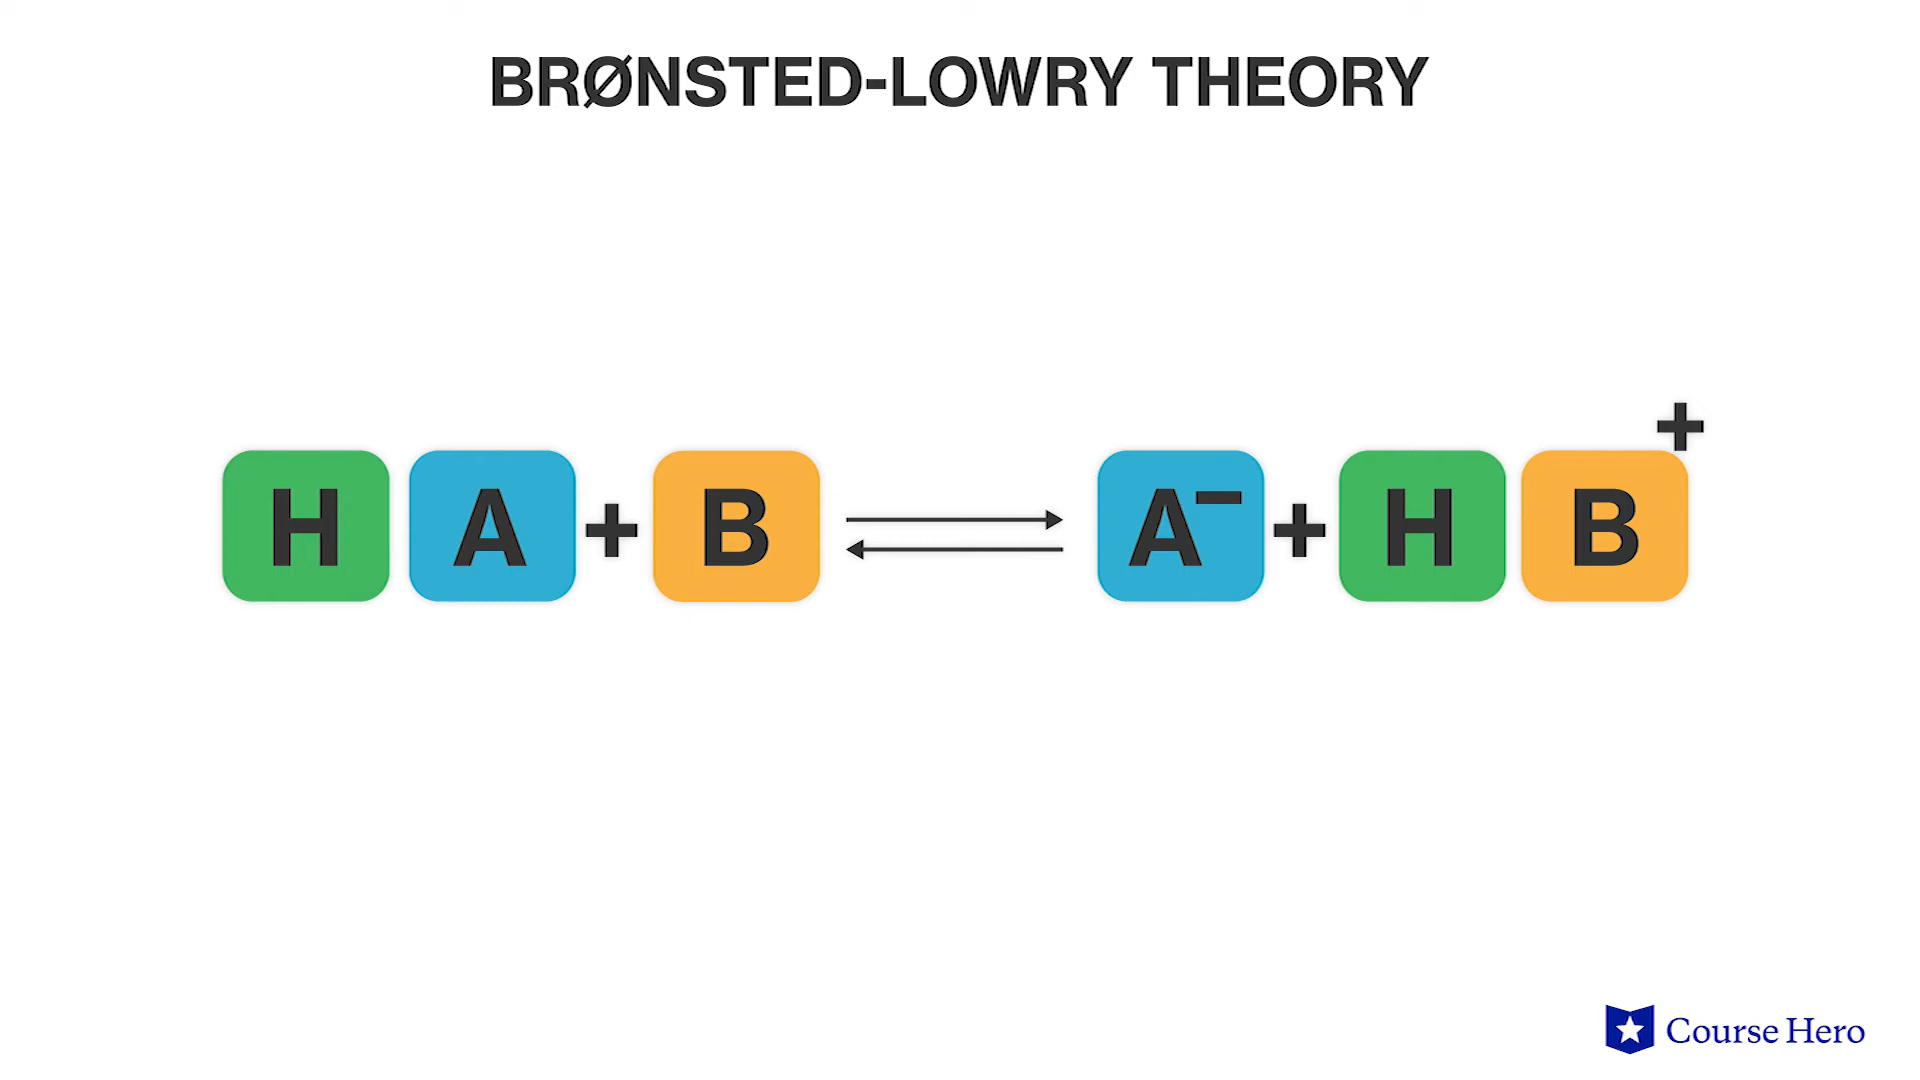 BRØNSTED-LOWRY THEORY
H A + B ⇌ A⁻ + H B⁺
Course Hero